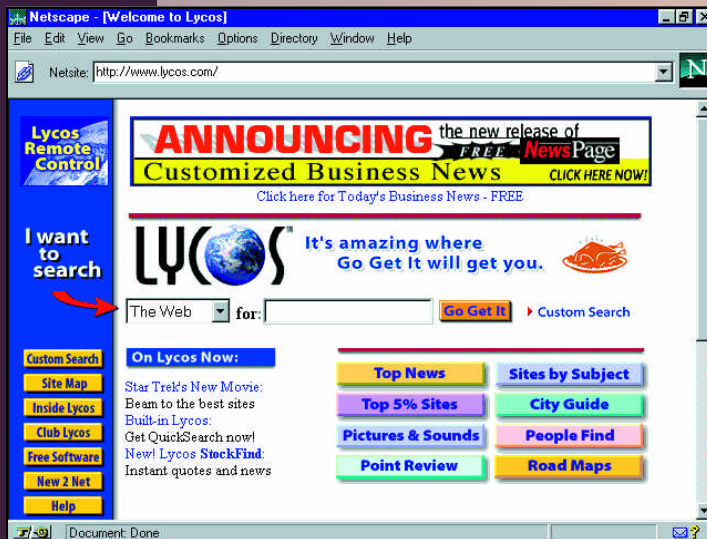 Netscape - [Welcome to Lycos]
File Edit View Go Bookmarks Options Directory Window Help
Netsite: http://www.lycos.com/
N
Lycos
Remote
Control
ANNOUNCING the new release of
FREE NewsPage
Customized Business News CLICK HERE NOW!
Click here for Today's Business News - FREE
I want
to
search
LYCOS™
It's amazing where
Go Get It will get you.
The Web for: Go Get It Custom Search
Custom Search
Site Map
Inside Lycos
Club Lycos
Free Software
New 2 Net
Help
On Lycos Now:
Star Trek's New Movie:
Beam to the best sites
Built-in Lycos:
Get QuickSearch now!
New! Lycos StockFind:
Instant quotes and news
Top News Sites by Subject
Top 5% Sites City Guide
Pictures & Sounds People Find
Point Review Road Maps
Document: Done